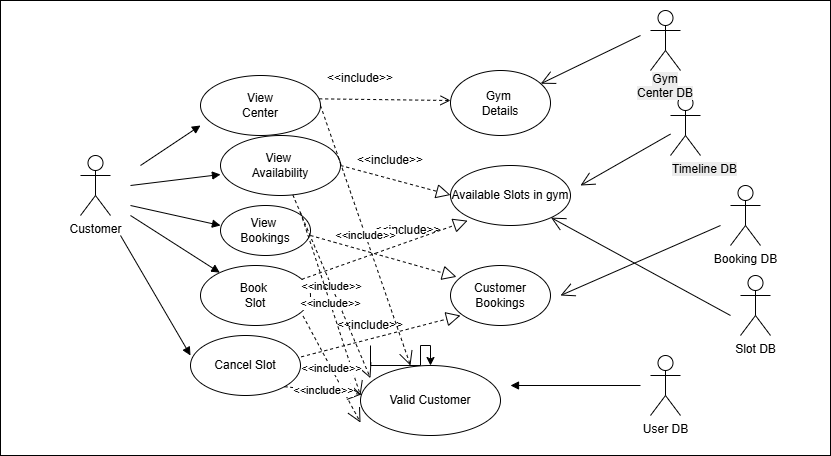 Gym
Center DB
<<include>>
View
Center
Gym
Details
Timeline DB
<<include>>
View
Availability
Available Slots in gym
Customer
View
Bookings
<<include>>
<<include>>
Booking DB
Book
Slot
<<include>>
<<include>>
Customer
Bookings
<<include>>
Slot DB
Cancel Slot
<<include>>
<<include>>
Valid Customer
User DB